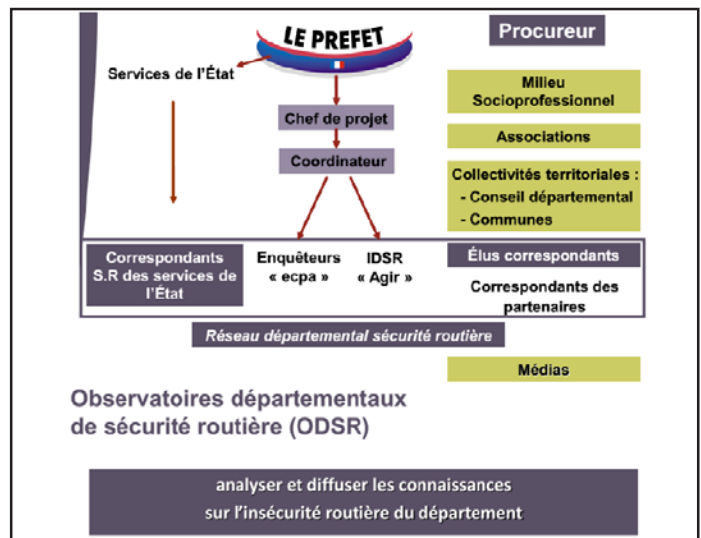 LE PREFET
Procureur
Services de l'État
Milieu
Socioprofessionnel
Chef de projet
Associations
Coordinateur
Collectivités territoriales :
- Conseil départemental
- Communes
Correspondants
S.R des services de
l'État
Enquêteurs
« ecpa »
IDSR
« Agir »
Élus correspondants
Correspondants des
partenaires
Réseau départemental sécurité routière
Médias
Observatoires départementaux
de sécurité routière (ODSR)
analyser et diffuser les connaissances
sur l'insécurité routière du département